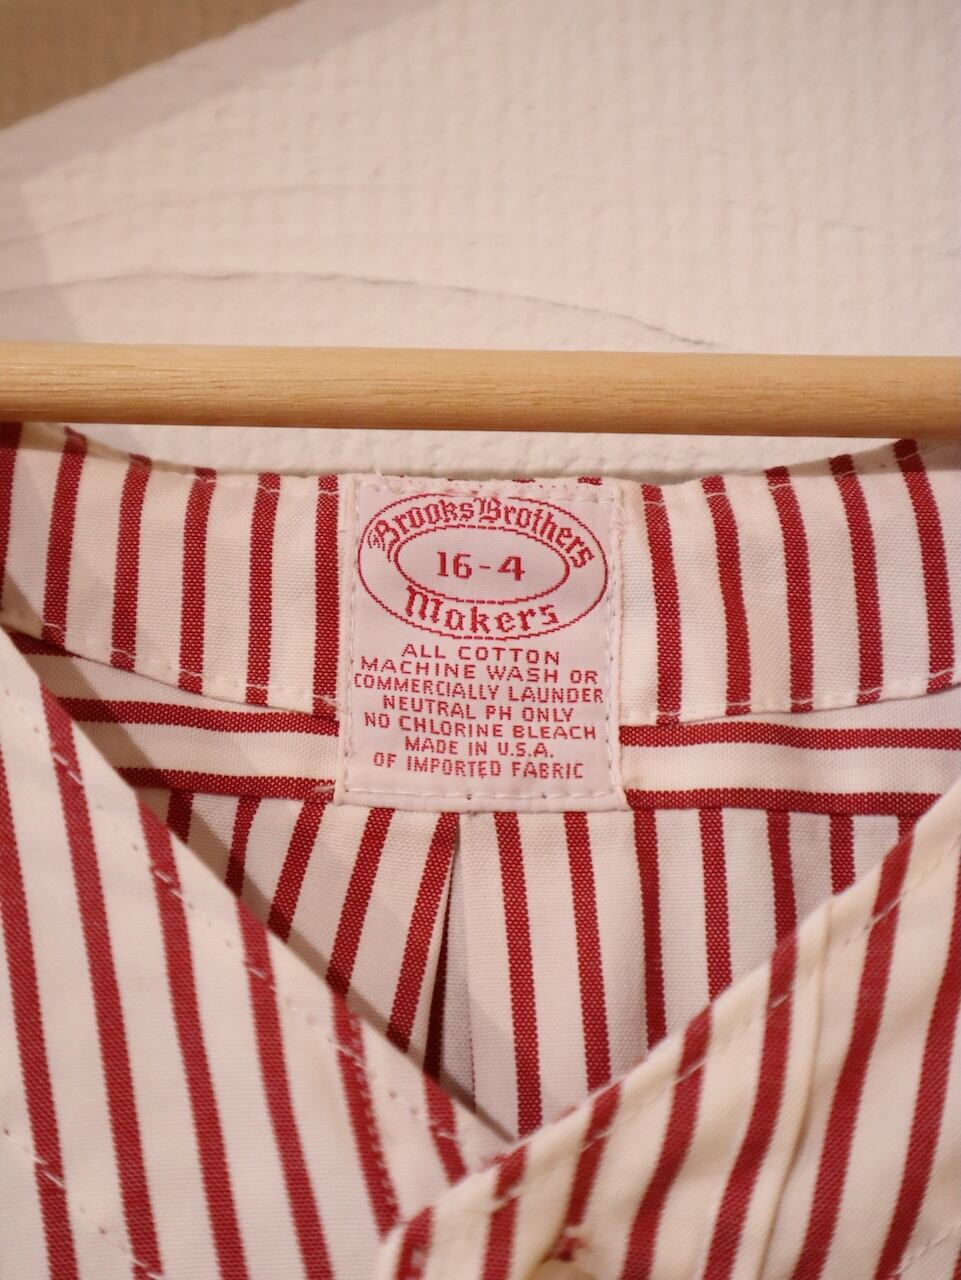 Brooks Brothers
16-4
Makers
ALL COTTON
MACHINE WASH OR
COMMERCIALLY LAUNDER
NEUTRAL PH ONLY
NO CHLORINE BLEACH
MADE IN U.S.A.
OF IMPORTED FABRIC